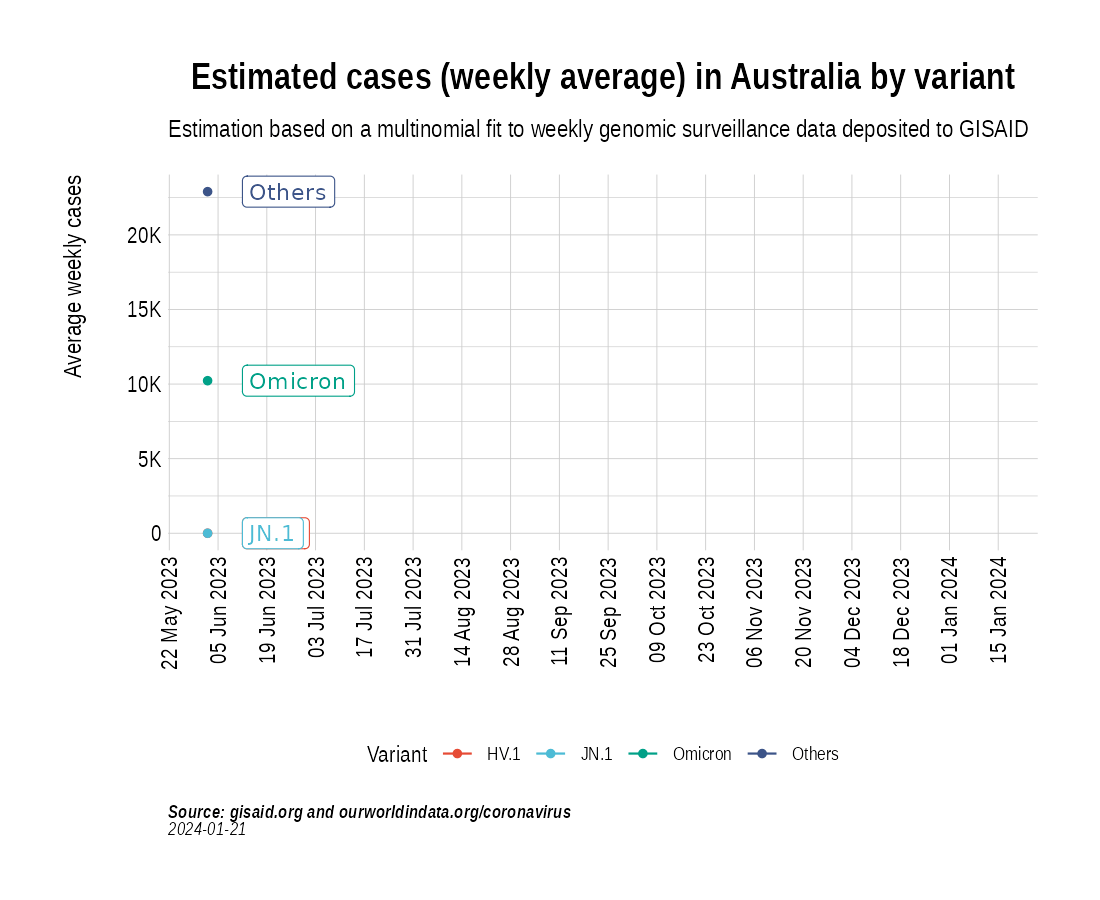 Estimated cases (weekly average) in Australia by variant
Estimation based on a multinomial fit to weekly genomic surveillance data deposited to GISAID
Average weekly cases
20K
15K
10K
5K
0
Others
Omicron
JN.1
22 May 2023
05 Jun 2023
19 Jun 2023
03 Jul 2023
17 Jul 2023
31 Jul 2023
14 Aug 2023
28 Aug 2023
11 Sep 2023
25 Sep 2023
09 Oct 2023
23 Oct 2023
06 Nov 2023
20 Nov 2023
04 Dec 2023
18 Dec 2023
01 Jan 2024
15 Jan 2024
Variant HV.1 JN.1 Omicron Others
Source: gisaid.org and ourworldindata.org/coronavirus
2024-01-21